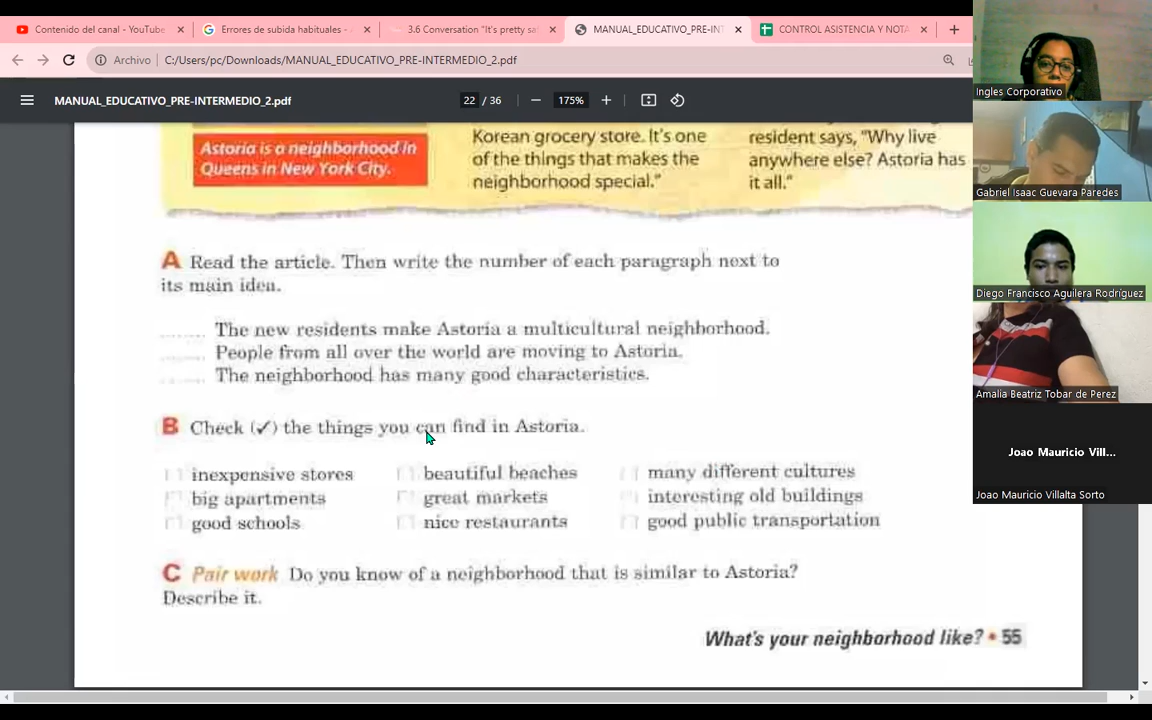 Contenido del canal - YouTube
Errores de subida habituales -
3.6 Conversation "It's pretty sa
MANUAL_EDUCATIVO_PRE-INT
CONTROL ASISTENCIA Y NOTA
Archivo
C:/Users/pc/Downloads/MANUAL_EDUCATIVO_PRE-INTERMEDIO_2.pdf
MANUAL_EDUCATIVO_PRE-INTERMEDIO_2.pdf
22 / 36
175%
Astoria is a neighborhood in
Queens in New York City.
Korean grocery store. It's one
of the things that makes the
neighborhood special."
resident says, "Why live
anywhere else? Astoria has
it all."
A Read the article. Then write the number of each paragraph next to
its main idea.
The new residents make Astoria a multicultural neighborhood.
People from all over the world are moving to Astoria.
The neighborhood has many good characteristics.
B Check (✓) the things you can find in Astoria.
inexpensive stores
beautiful beaches
many different cultures
big apartments
great markets
interesting old buildings
good schools
nice restaurants
good public transportation
C Pair work Do you know of a neighborhood that is similar to Astoria?
Describe it.
What's your neighborhood like? • 55
Ingles Corporativo
Gabriel Isaac Guevara Paredes
Diego Francisco Aguilera Rodríguez
Amalia Beatriz Tobar de Perez
Joao Mauricio Vill...
Joao Mauricio Villalta Sorto